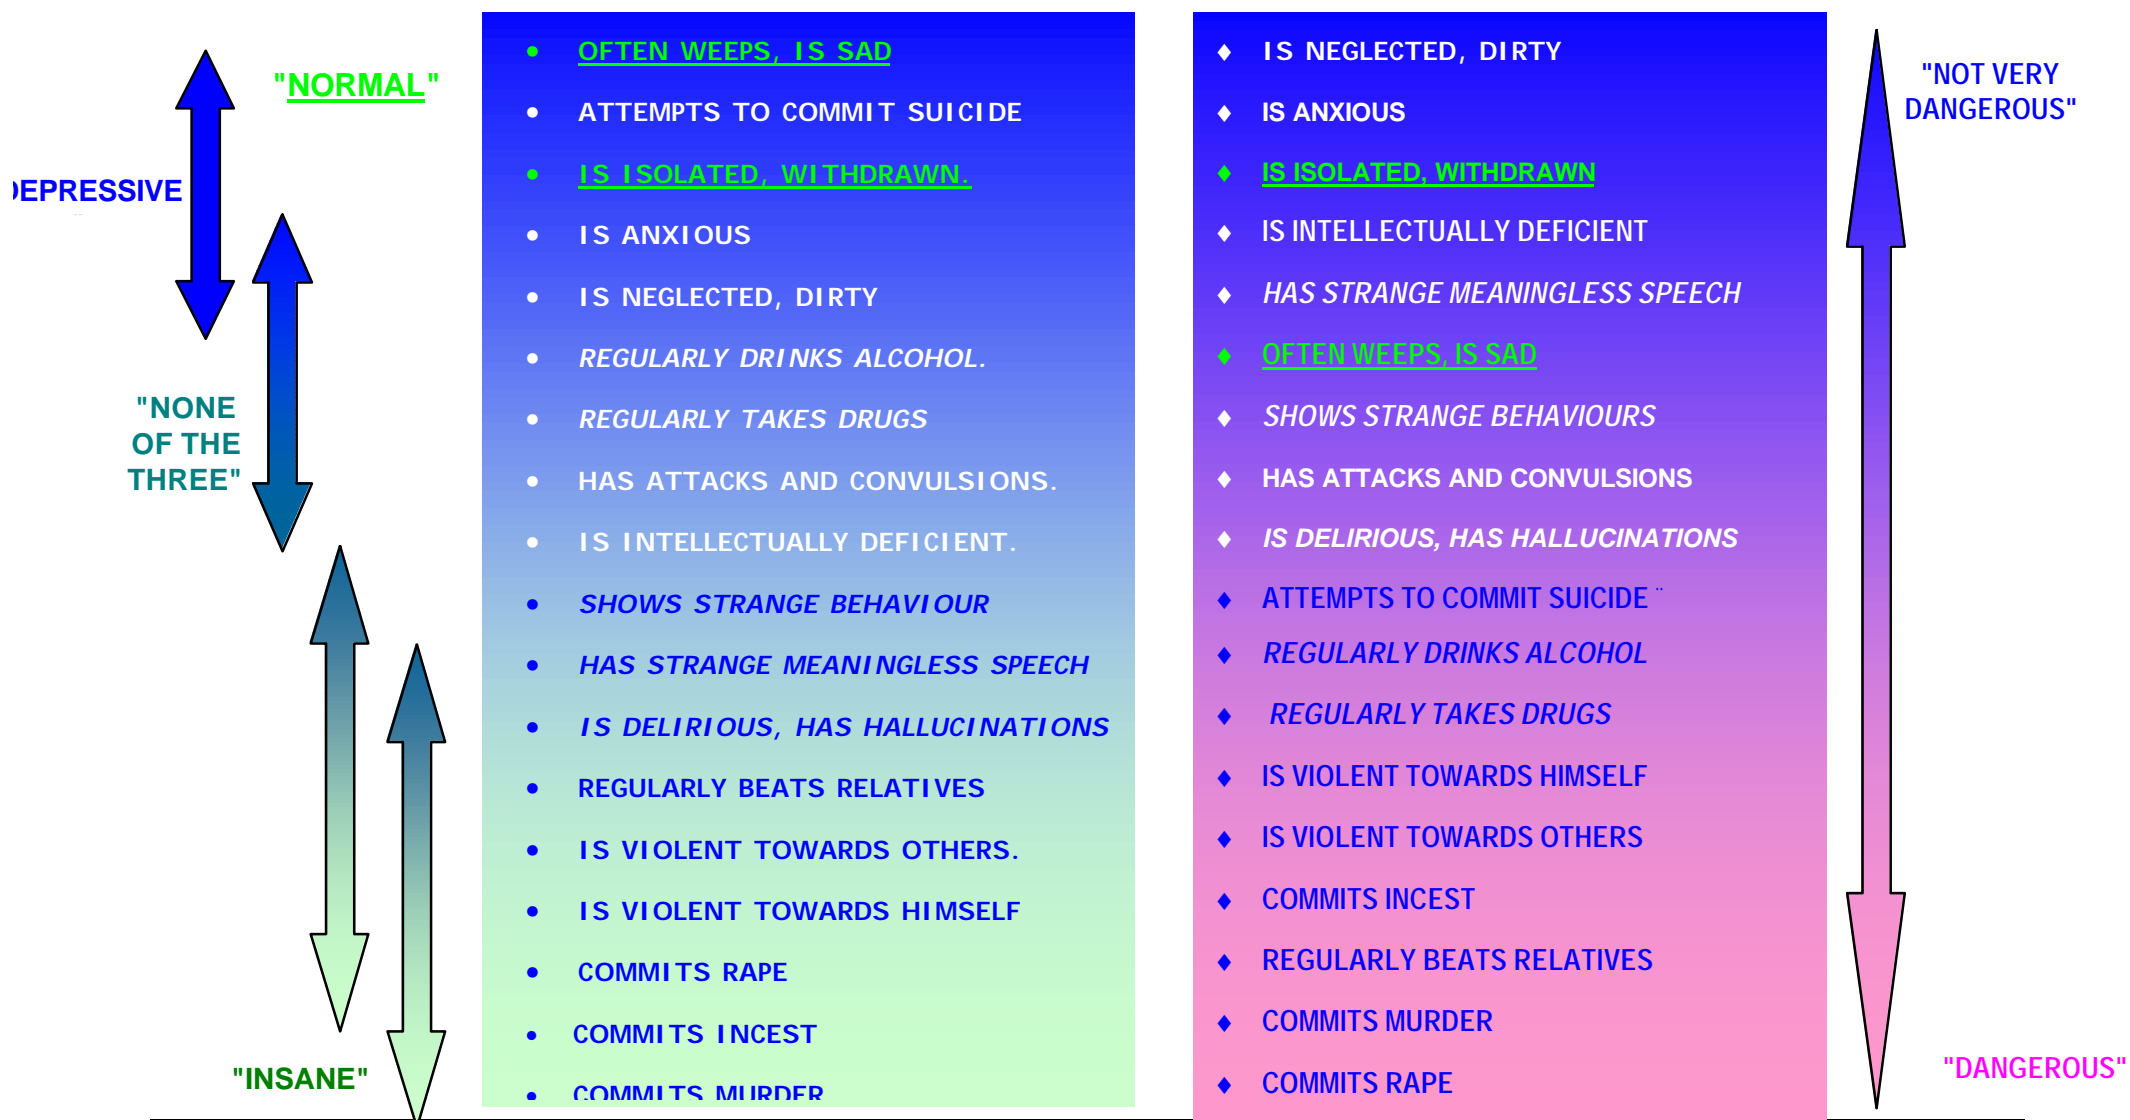 "NORMAL"
DEPRESSIVE
"NONE
OF THE
THREE"
"INSANE"
• OFTEN WEEPS, IS SAD
• ATTEMPTS TO COMMIT SUICIDE
• IS ISOLATED, WITHDRAWN.
• IS ANXIOUS
• IS NEGLECTED, DIRTY
• REGULARLY DRINKS ALCOHOL.
• REGULARLY TAKES DRUGS
• HAS ATTACKS AND CONVULSIONS.
• IS INTELLECTUALLY DEFICIENT.
• SHOWS STRANGE BEHAVIOUR
• HAS STRANGE MEANINGLESS SPEECH
• IS DELIRIOUS, HAS HALLUCINATIONS
• REGULARLY BEATS RELATIVES
• IS VIOLENT TOWARDS OTHERS.
• IS VIOLENT TOWARDS HIMSELF
• COMMITS RAPE
• COMMITS INCEST
• COMMITS MURDER
♦ IS NEGLECTED, DIRTY
♦ IS ANXIOUS
♦ IS ISOLATED, WITHDRAWN
♦ IS INTELLECTUALLY DEFICIENT
♦ HAS STRANGE MEANINGLESS SPEECH
♦ OFTEN WEEPS, IS SAD
♦ SHOWS STRANGE BEHAVIOURS
♦ HAS ATTACKS AND CONVULSIONS
♦ IS DELIRIOUS, HAS HALLUCINATIONS
♦ ATTEMPTS TO COMMIT SUICIDE ¨
♦ REGULARLY DRINKS ALCOHOL
♦ REGULARLY TAKES DRUGS
♦ IS VIOLENT TOWARDS HIMSELF
♦ IS VIOLENT TOWARDS OTHERS
♦ COMMITS INCEST
♦ REGULARLY BEATS RELATIVES
♦ COMMITS MURDER
♦ COMMITS RAPE
"NOT VERY
DANGEROUS"
"DANGEROUS"